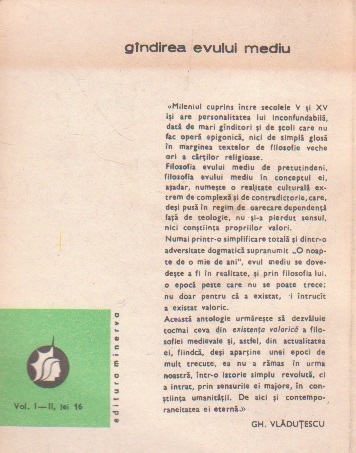 gîndirea evului mediu
«Mileniul cuprins între secolele V și XV
își are personalitatea lui inconfundabilă,
dată de mari gînditori și de școli care nu
fac operă epigonică, nici de simplă glosă
în marginea textelor de filosofie veche
ori a cărților religioase.
Filosofia evului mediu de pretutindeni,
filosofia evului mediu în conceptul ei,
așadar, numește o realitate culturală ex-
trem de complexă și de contradictorie, care,
deși pusă în regim de oarecare dependență
față de teologie, nu și-a pierdut sensul,
nici conștiința propriilor valori.
Numai printr-o simplificare totală și dintr-o
adversitate dogmatică supranumit „O noap-
te de o mie de ani", evul mediu se dove-
dește a fi în realitate, și prin filosofia lui,
o epocă peste care nu se poate trece;
nu doar pentru că a existat, ci întrucît
a existat valoric.
Această antologie urmărește să dezvăluie
tocmai ceva din existența valorică a filo-
sofiei medievale și, astfel, din actualitatea
ei, fiindcă, deși aparține unei epoci de
mult trecute, ea nu a rămas în urma
noastră, într-o istorie simplu revolută, ci
a intrat, prin sensurile ei majore, în con-
știința umanității. De aici și contempo-
raneitatea ei eternă.»
GH. VLĂDUȚESCU
editura minerva
Vol. I—II, lei 16